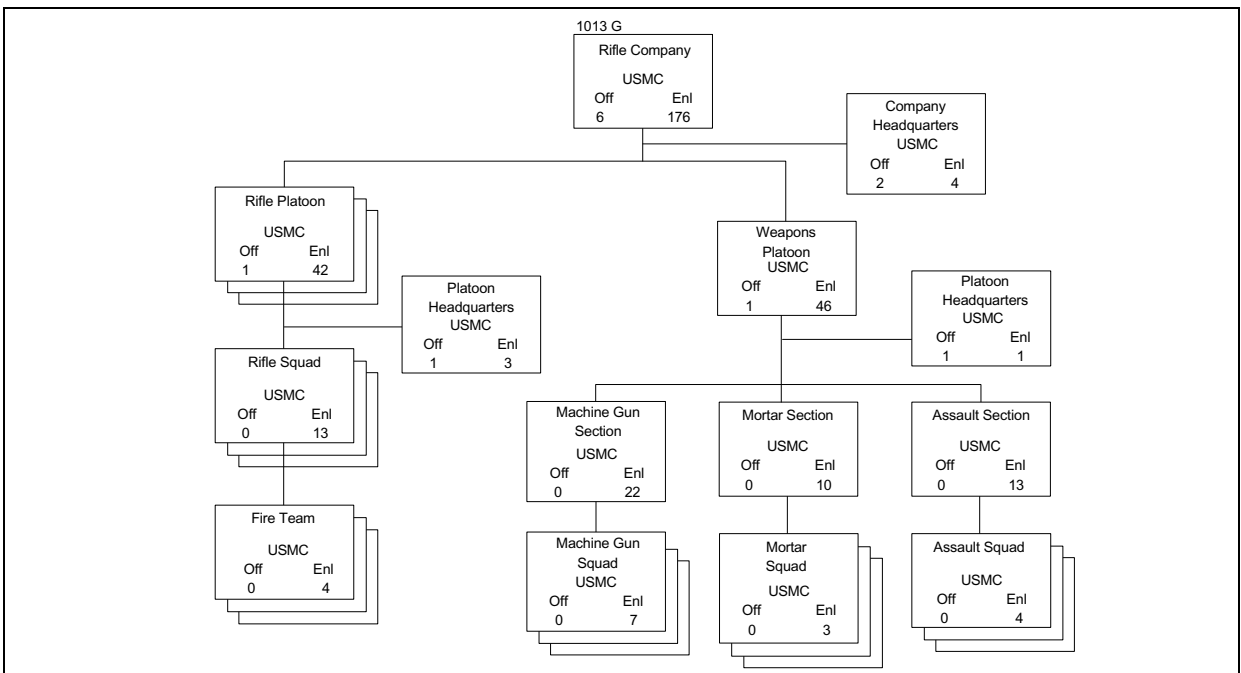 1013 G
Rifle Company
USMC
Off Enl
6 176
Company
Headquarters
USMC
Off Enl
2 4
Rifle Platoon
USMC
Off Enl
1 42
Platoon
Headquarters
USMC
Off Enl
1 3
Weapons
Platoon
USMC
Off Enl
1 46
Platoon
Headquarters
USMC
Off Enl
1 1
Rifle Squad
USMC
Off Enl
0 13
Machine Gun
Section
USMC
Off Enl
0 22
Mortar Section
USMC
Off Enl
0 10
Assault Section
USMC
Off Enl
0 13
Fire Team
USMC
Off Enl
0 4
Machine Gun
Squad
USMC
Off Enl
0 7
Mortar
Squad
USMC
Off Enl
0 3
Assault Squad
USMC
Off Enl
0 4